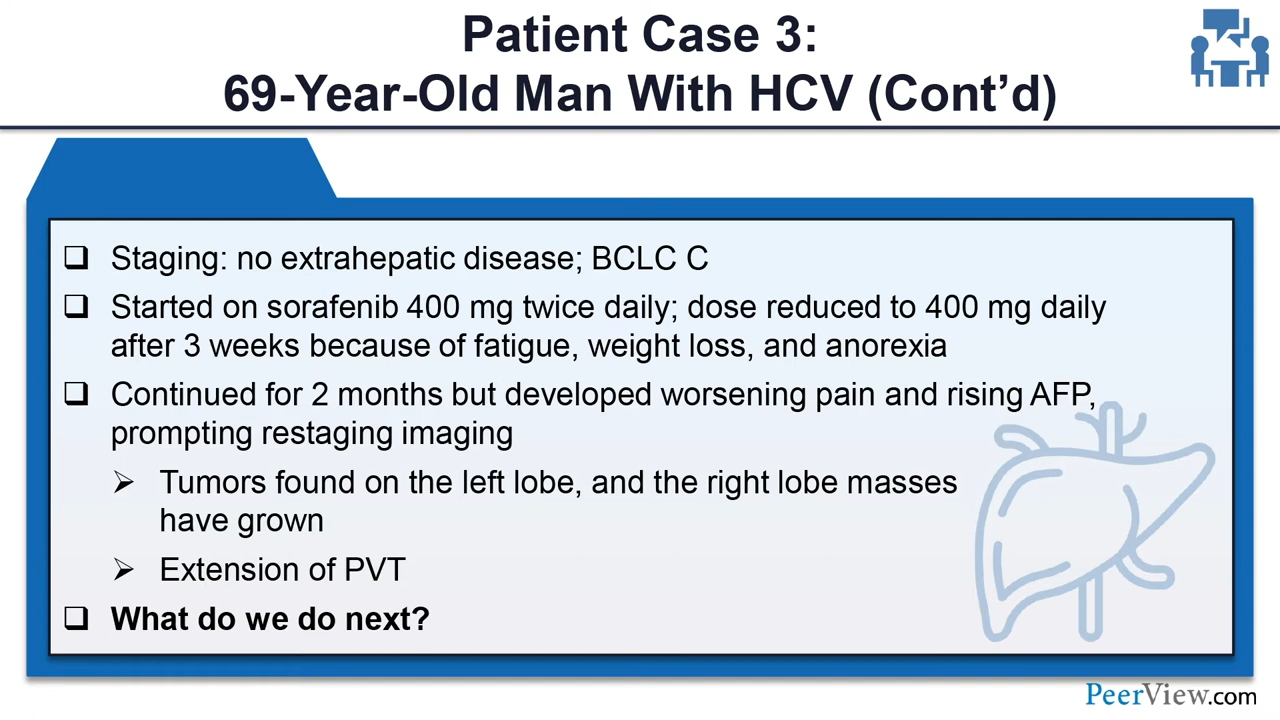 Patient Case 3:
69-Year-Old Man With HCV (Cont’d)
❑ Staging: no extrahepatic disease; BCLC C
❑ Started on sorafenib 400 mg twice daily; dose reduced to 400 mg daily
after 3 weeks because of fatigue, weight loss, and anorexia
❑ Continued for 2 months but developed worsening pain and rising AFP,
prompting restaging imaging
➢ Tumors found on the left lobe, and the right lobe masses
have grown
➢ Extension of PVT
❑ What do we do next?
PeerView.com